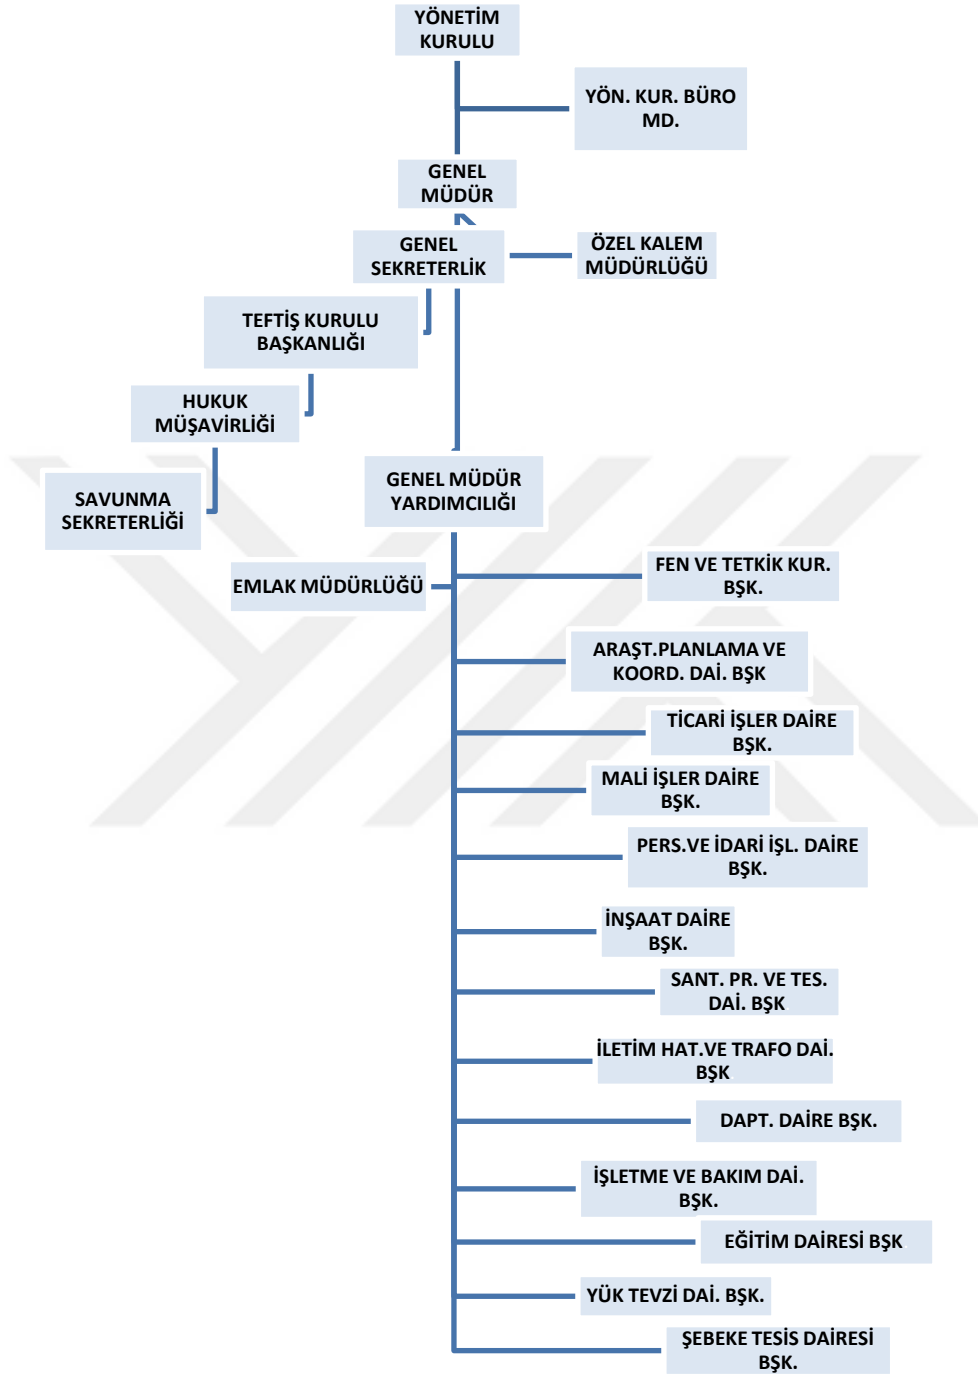 YÖNETİM
KURULU
YÖN. KUR. BÜRO
MD.
GENEL
MÜDÜR
GENEL
SEKRETERLİK
ÖZEL KALEM
MÜDÜRLÜĞÜ
TEFTİŞ KURULU
BAŞKANLIĞI
HUKUK
MÜŞAVİRLİĞİ
SAVUNMA
SEKRETERLİĞİ
GENEL MÜDÜR
YARDIMCILIĞI
EMLAK MÜDÜRLÜĞÜ
FEN VE TETKİK KUR.
BŞK.
ARAŞT.PLANLAMA VE
KOORD. DAİ. BŞK
TİCARİ İŞLER DAİRE
BŞK.
MALİ İŞLER DAİRE
BŞK.
PERS.VE İDARİ İŞL. DAİRE
BŞK.
İNŞAAT DAİRE
BŞK.
SANT. PR. VE TES.
DAİ. BŞK
İLETİM HAT.VE TRAFO DAİ.
BŞK
DAPT. DAİRE BŞK.
İŞLETME VE BAKIM DAİ.
BŞK.
EĞİTİM DAİRESİ BŞK
YÜK TEVZİ DAİ. BŞK.
ŞEBEKE TESIS DAİRESİ
BŞK.